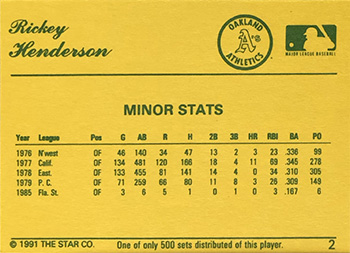 Rickey
Henderson
OAKLAND
A's
ATHLETICS
MAJOR LEAGUE BASEBALL
MINOR STATS
Year League Pos G AB R H 2B 3B HR RBI BA PO
1976 N'west OF 46 140 34 47 13 2 3 23 .336 99
1977 Calif. OF 134 481 120 166 18 4 11 69 .345 278
1978 East. OF 133 455 81 141 14 4 0 34 .310 305
1979 P. C. OF 71 259 66 80 11 8 3 26 .309 149
1985 Fla. St. OF 3 6 5 1 0 1 0 3 .167 6
© 1991 THE STAR CO. One of only 500 sets distributed of this player. 2